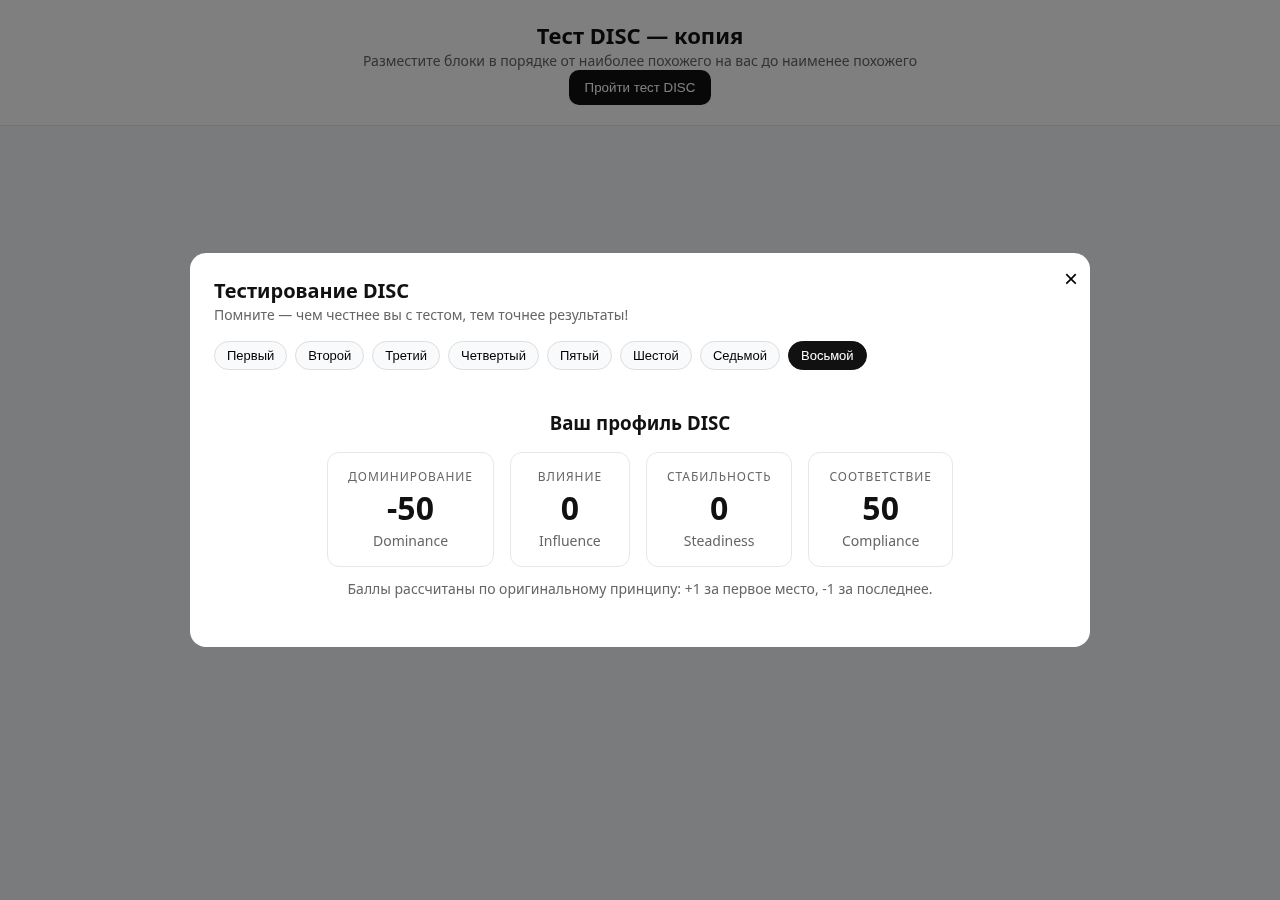 Тест DISC — копия
Разместите блоки в порядке от наиболее похожего на вас до наименее похожего
Пройти тест DISC
✕
Тестирование DISC
Помните — чем честнее вы с тестом, тем точнее результаты!
Первый Второй Третий Четвертый Пятый Шестой Седьмой Восьмой
Ваш профиль DISC
ДОМИНИРОВАНИЕ ВЛИЯНИЕ СТАБИЛЬНОСТЬ СООТВЕТСТВИЕ
-50 0 0 50
Dominance Influence Steadiness Compliance
Баллы рассчитаны по оригинальному принципу: +1 за первое место, -1 за последнее.